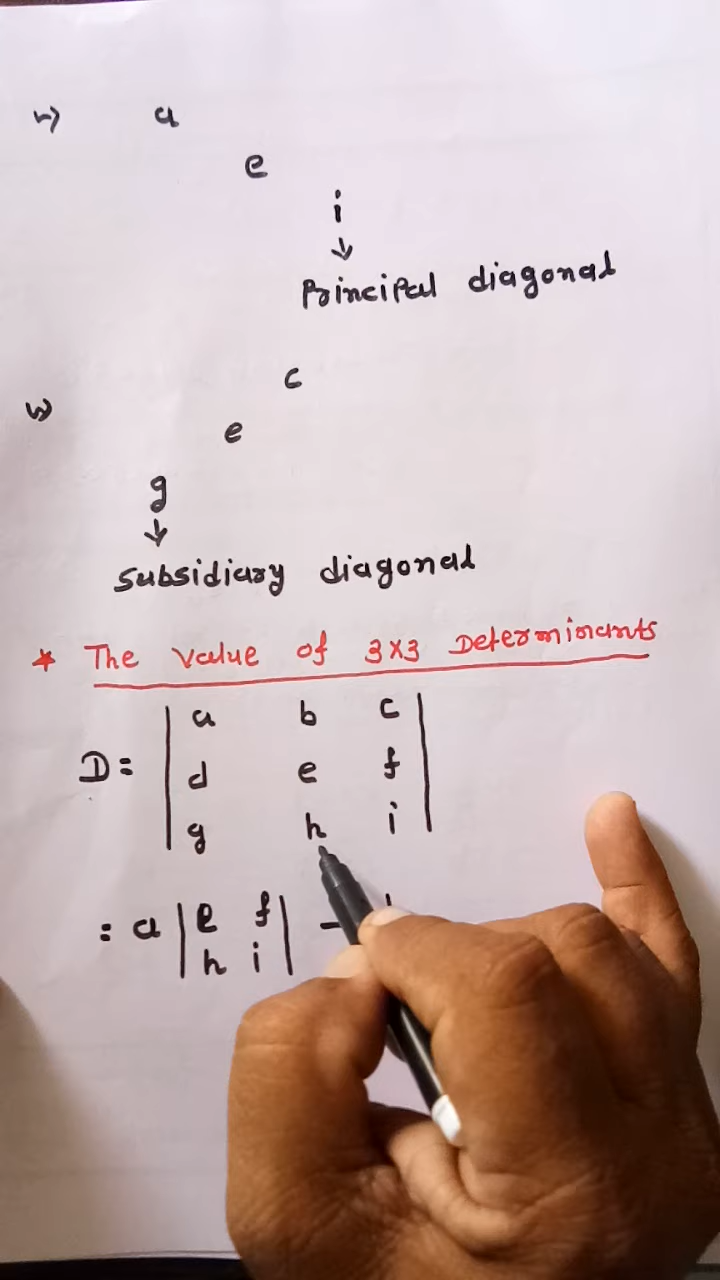 a
e
i
↓
Principal diagonal
c
e
g
↓
Subsidiary diagonal
* The value of 3x3 Determinants
D = | a b c |
| d e f |
| g h i |
= a | e f | -
| h i |